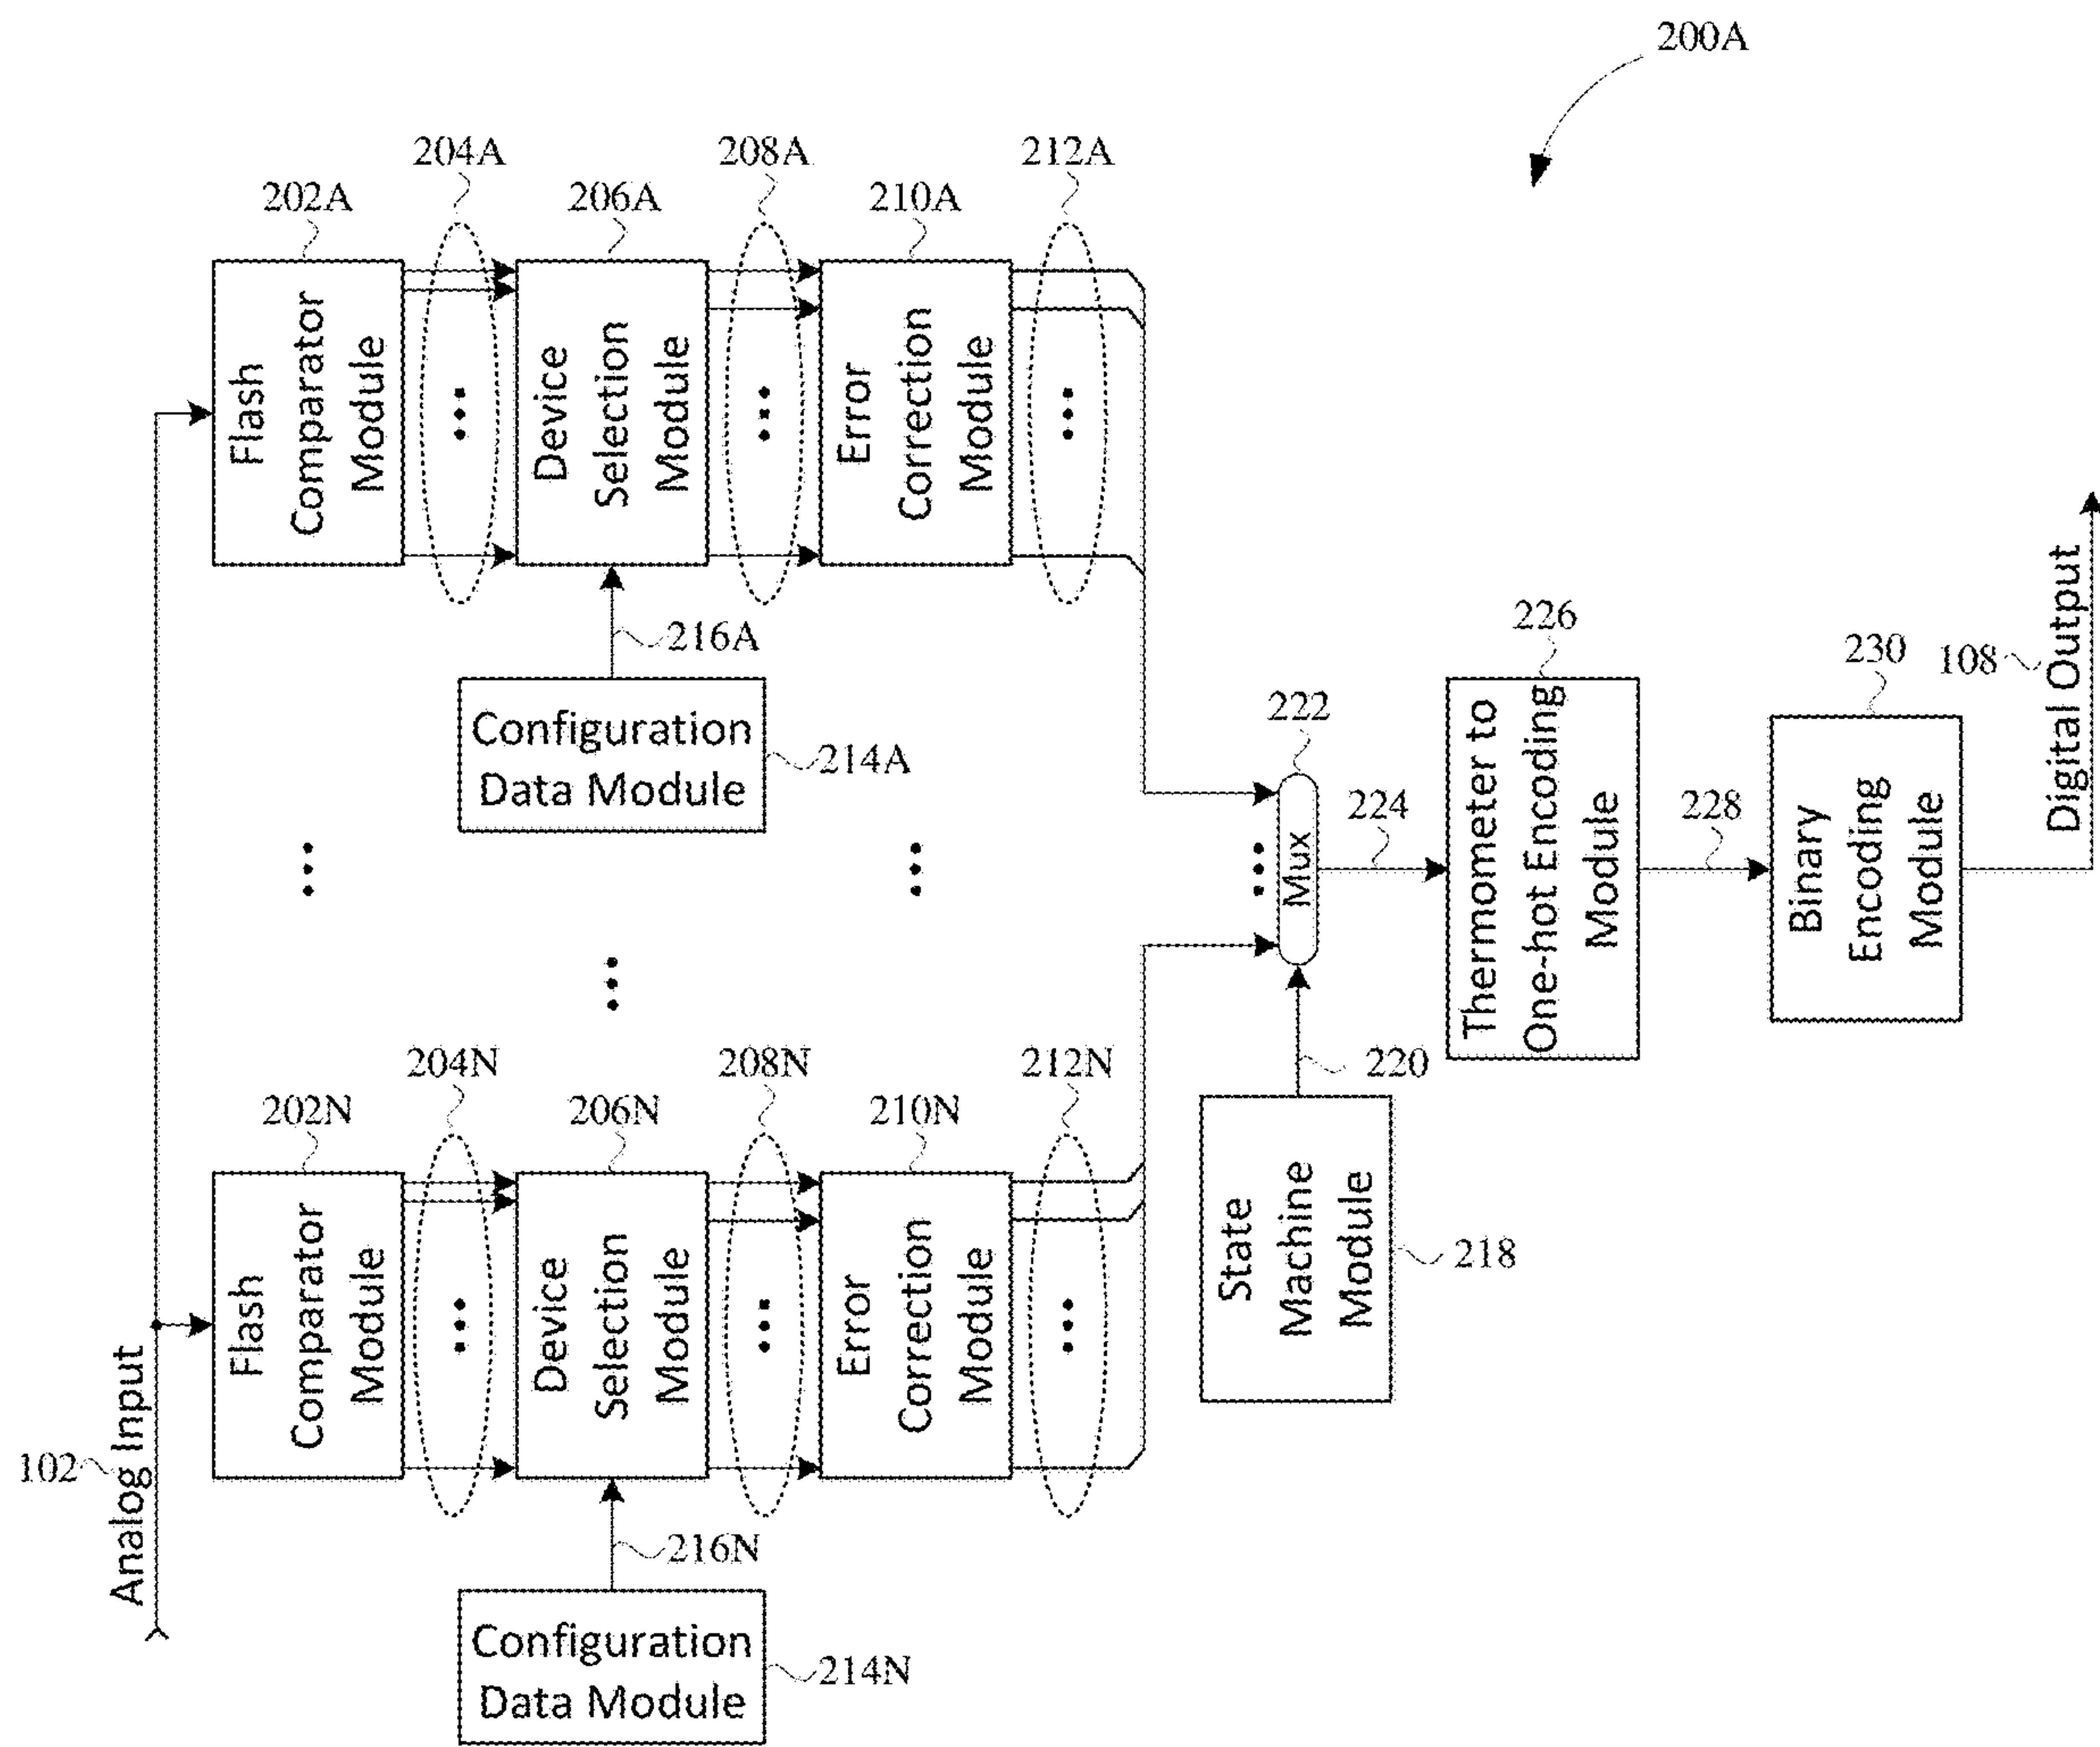 200A
204A
208A
212A
202A
206A
210A
Flash
Comparator
Module
Device
Selection
Module
Error
Correction
Module
216A
Configuration
Data Module
214A
222
Mux
224
226
Thermometer to
One-hot Encoding
Module
228
230
Binary
Encoding
Module
108
Digital Output
204N
208N
212N
202N
206N
210N
Flash
Comparator
Module
Device
Selection
Module
Error
Correction
Module
220
State
Machine
Module
218
102
Analog Input
216N
Configuration
Data Module
214N